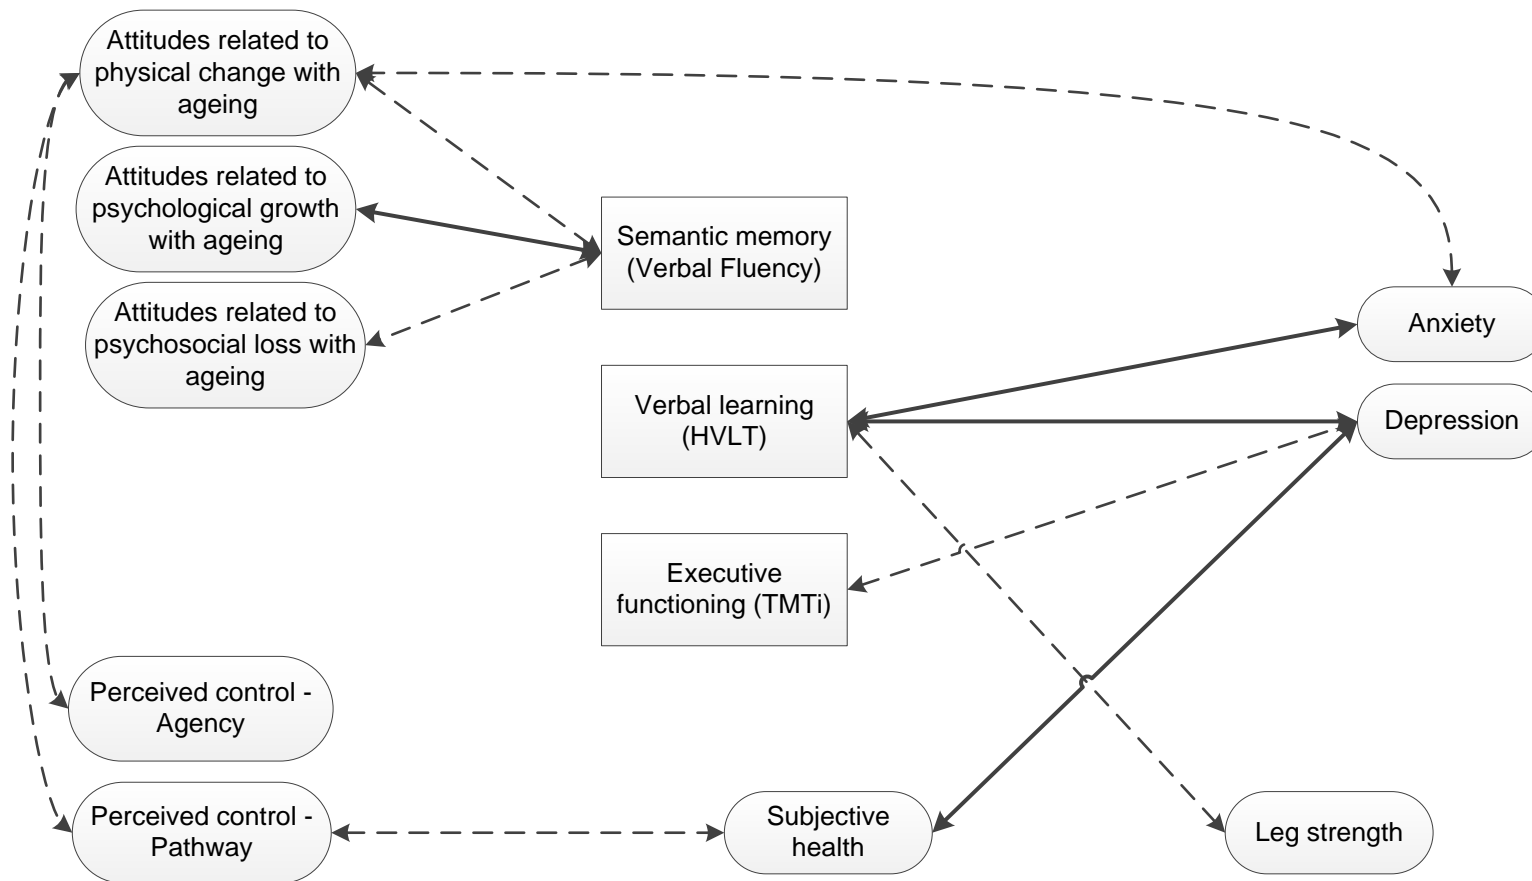 Attitudes related to
physical change with
ageing
Attitudes related to
psychological growth
with ageing
Semantic memory
(Verbal Fluency)
Attitudes related to
psychosocial loss with
ageing
Anxiety
Verbal learning
(HVLT)
Depression
Executive
functioning (TMTi)
Perceived control -
Agency
Perceived control -
Pathway
Subjective
health
Leg strength